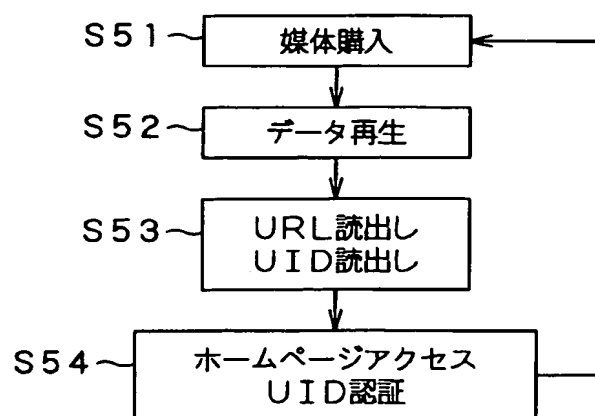 S51 媒体購入
S52 データ再生
S53 URL読出し
UID読出し
S54 ホームページアクセス
UID認証